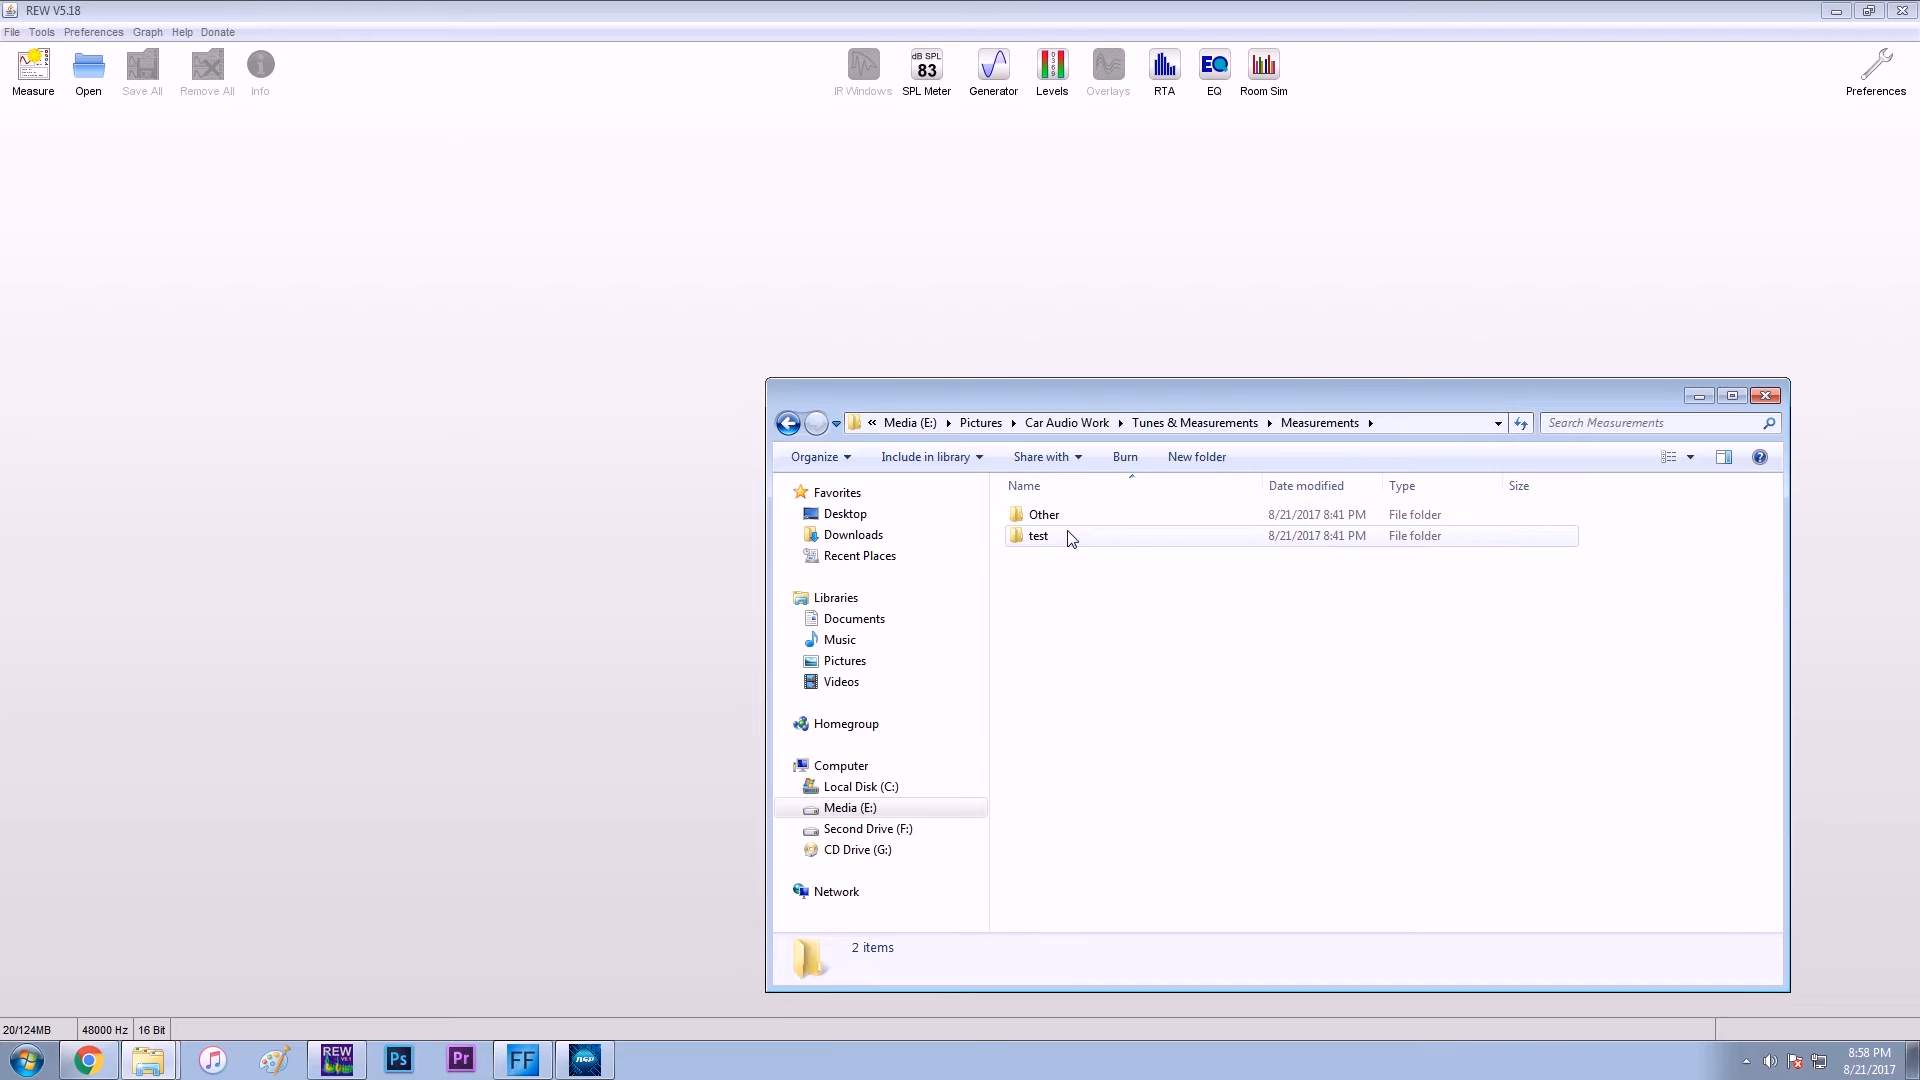 REW V5.18
File Tools Preferences Graph Help Donate
Measure Open Save All Remove All Info
dB SPL
83
EQ
IR Windows SPL Meter Generator Levels Overlays RTA EQ Room Sim
Preferences
« Media (E:) Pictures Car Audio Work Tunes & Measurements Measurements
Search Measurements
Organize Include in library Share with Burn New folder
Name Date modified Type Size
Favorites
Desktop
Downloads
Recent Places
Libraries
Documents
Music
Pictures
Videos
Homegroup
Computer
Local Disk (C:)
Media (E:)
Second Drive (F:)
CD Drive (G:)
Network
Other 8/21/2017 8:41 PM File folder
test 8/21/2017 8:41 PM File folder
2 items
20/124MB 48000 Hz 16 Bit
REW
Ps
Pr
FF
8:58 PM
8/21/2017